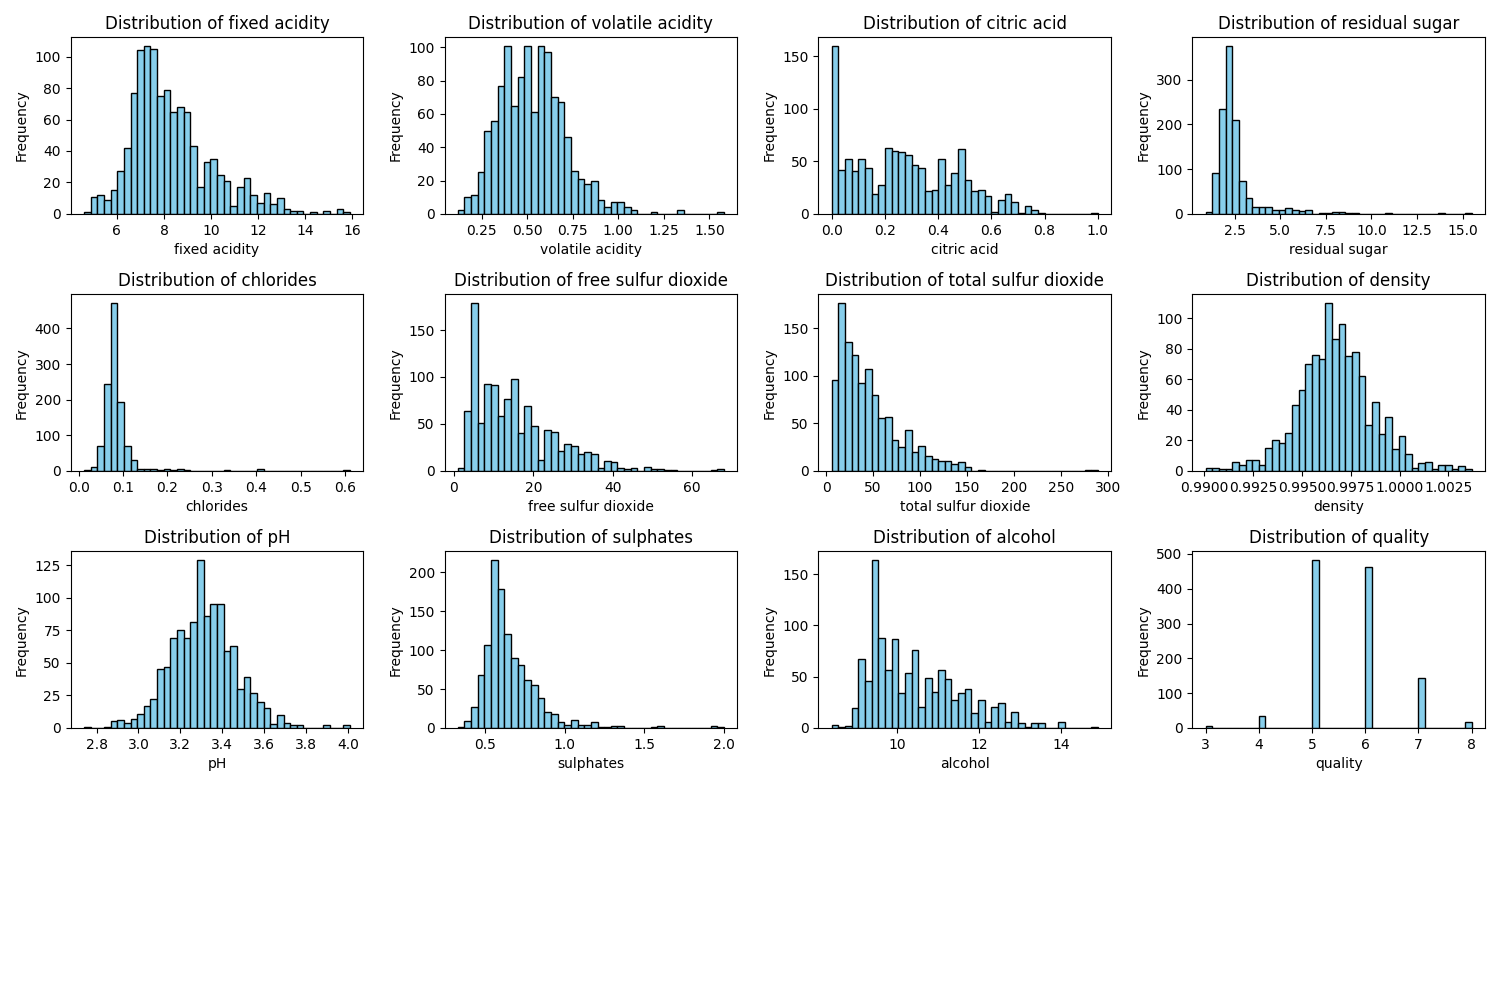 Distribution of fixed acidity
Distribution of volatile acidity
Distribution of citric acid
Distribution of residual sugar
Frequency
100
80
60
40
20
0
6 8 10 12 14 16
fixed acidity
Frequency
100
80
60
40
20
0
0.25 0.50 0.75 1.00 1.25 1.50
volatile acidity
Frequency
150
100
50
0
0.0 0.2 0.4 0.6 0.8 1.0
citric acid
Frequency
300
200
100
0
2.5 5.0 7.5 10.0 12.5 15.0
residual sugar
Distribution of chlorides
Distribution of free sulfur dioxide
Distribution of total sulfur dioxide
Distribution of density
Frequency
400
300
200
100
0
0.0 0.1 0.2 0.3 0.4 0.5 0.6
chlorides
Frequency
150
100
50
0
0 20 40 60
free sulfur dioxide
Frequency
150
100
50
0
0 50 100 150 200 250 300
total sulfur dioxide
Frequency
100
80
60
40
20
0
0.9900 0.9925 0.9950 0.9975 1.0000 1.0025
density
Distribution of pH
Distribution of sulphates
Distribution of alcohol
Distribution of quality
Frequency
125
100
75
50
25
0
2.8 3.0 3.2 3.4 3.6 3.8 4.0
pH
Frequency
200
150
100
50
0
0.5 1.0 1.5 2.0
sulphates
Frequency
150
100
50
0
10 12 14
alcohol
Frequency
500
400
300
200
100
0
3 4 5 6 7 8
quality